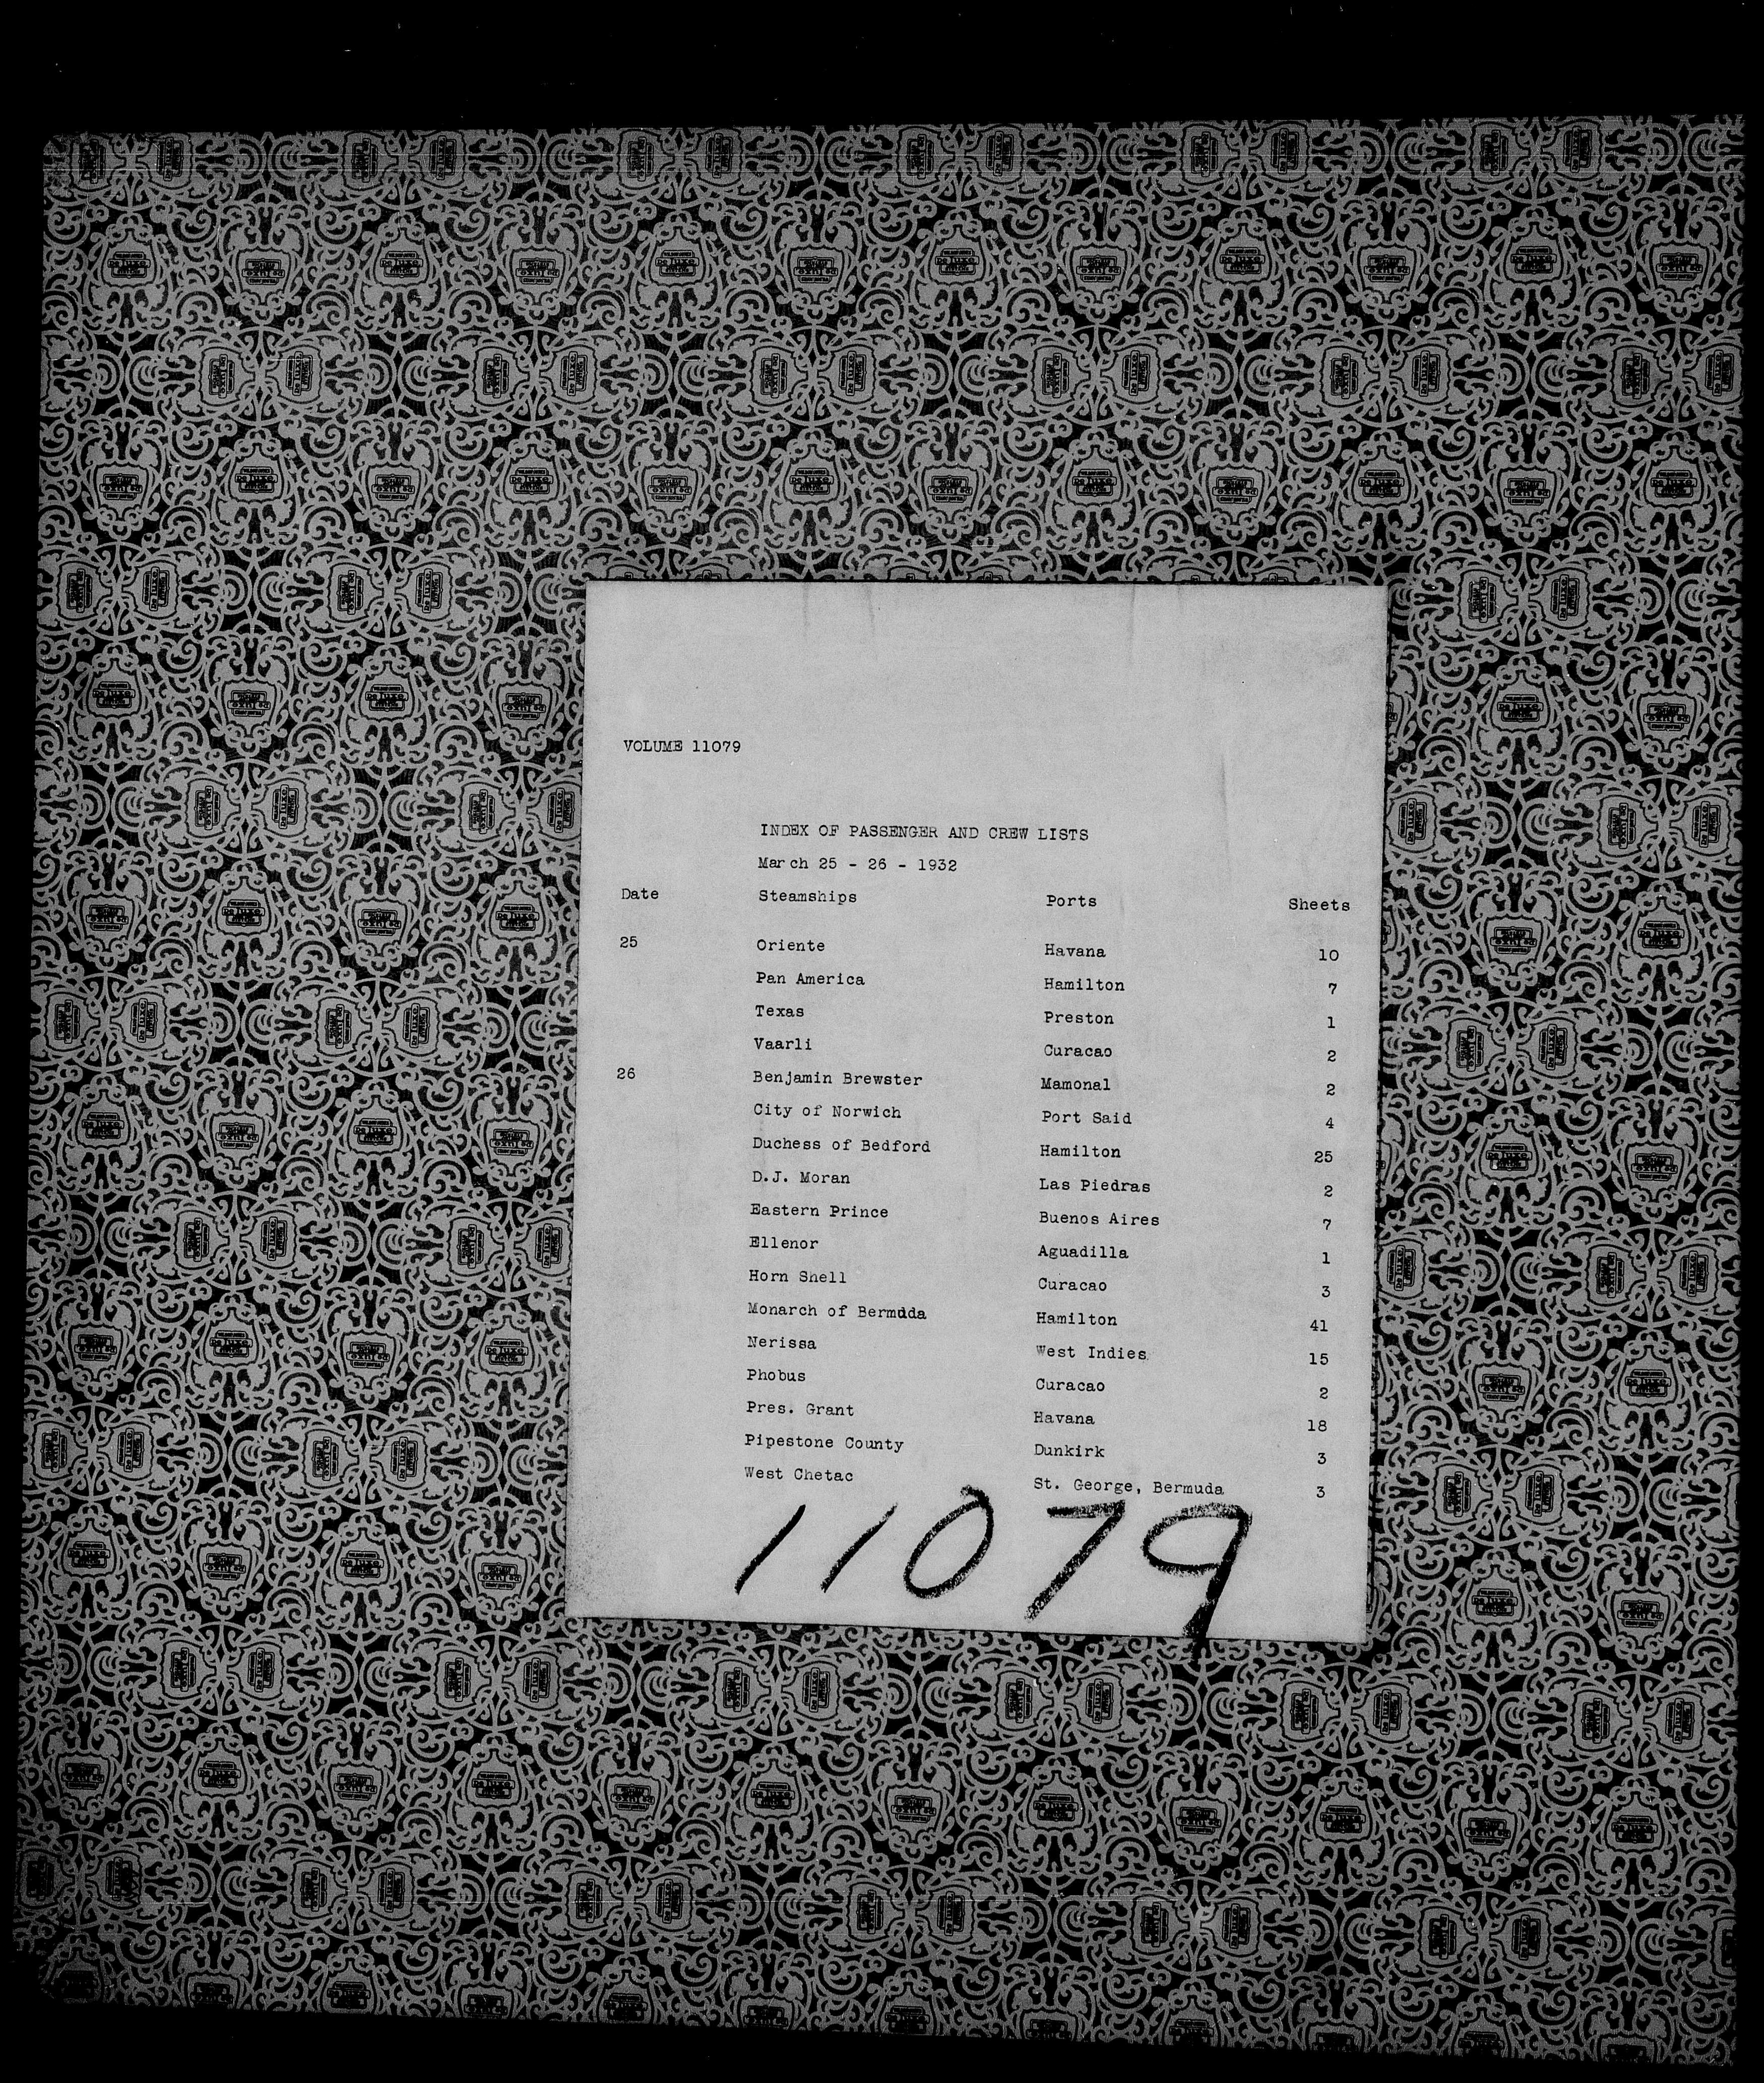 VOLUME 11079
INDEX OF PASSENGER AND CREW LISTS
March 25 - 26 - 1932
Date Steamships Ports Sheets
25 Oriente Havana 10
Pan America Hamilton 7
Texas Preston 1
Vaarli Curacao 2
26 Benjamin Brewster Mamonal 2
City of Norwich Port Said 4
Duchess of Bedford Hamilton 25
D.J. Moran Las Piedras 2
Eastern Prince Buenos Aires 7
Ellenor Aguadilla 1
Horn Shell Curacao 3
Monarch of Bermuda Hamilton 41
Nerissa West Indies 15
Phobus Curacao 2
Pres. Grant Havana 18
Pipestone County Dunkirk 3
West Chetac St. George, Bermuda 3
11079
De luxe